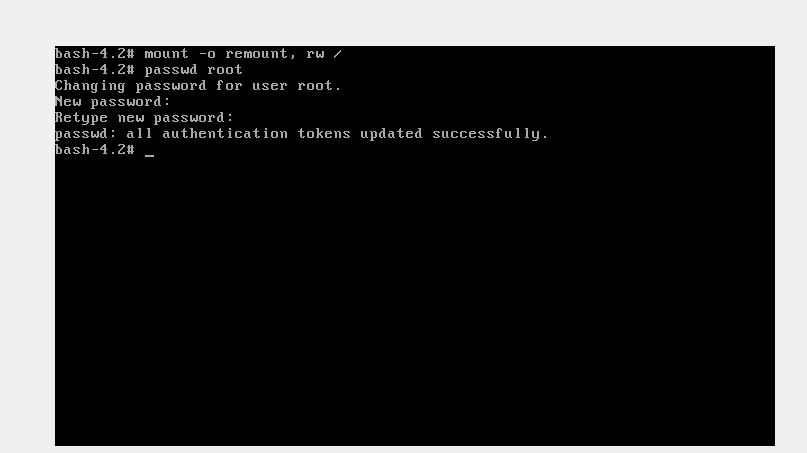 bash-4.2# mount -o remount, rw /
bash-4.2# passwd root
Changing password for user root.
New password:
Retype new password:
passwd: all authentication tokens updated successfully.
bash-4.2# _